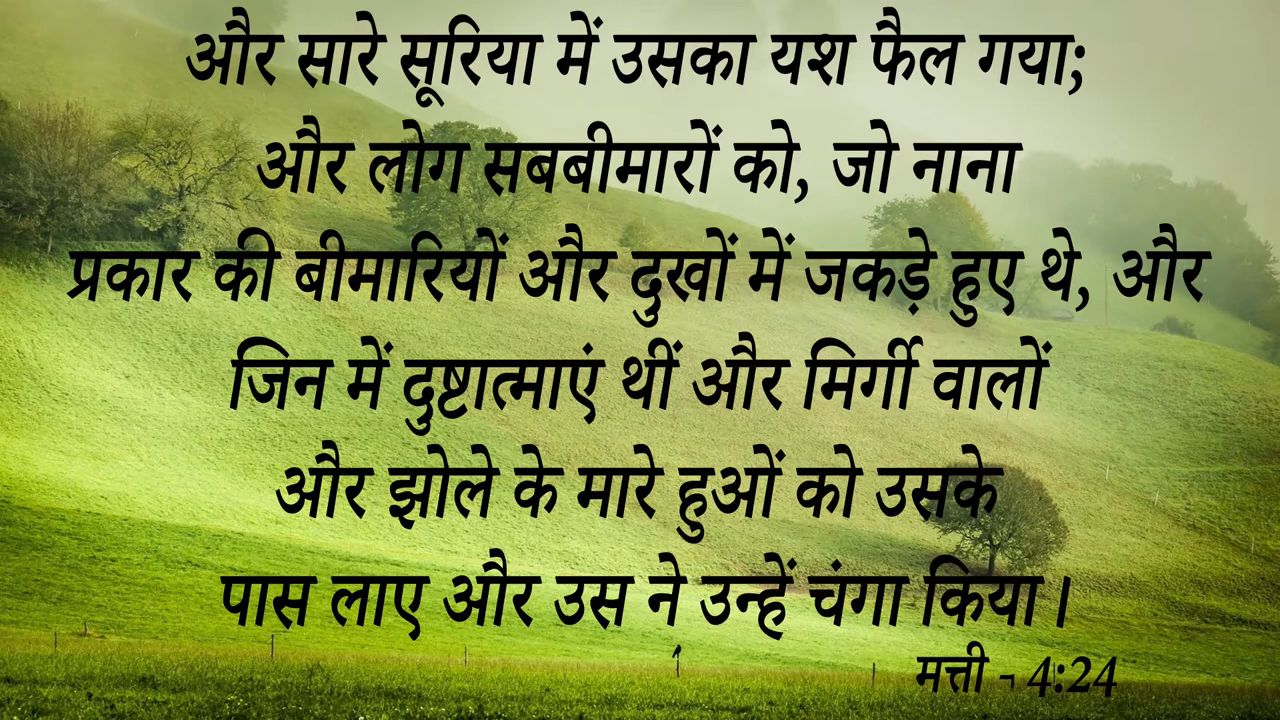 और सारे सूरिया में उसका यश फैल गया;
और लोग सबबीमारों को, जो नाना
प्रकार की बीमारियों और दुखों में जकड़े हुए थे, और
जिन में दुष्टात्माएं थीं और मिर्गी वालों
और झोले के मारे हुओं को उसके
पास लाए और उस ने उन्हें चंगा किया।
मत्ती - 4:24